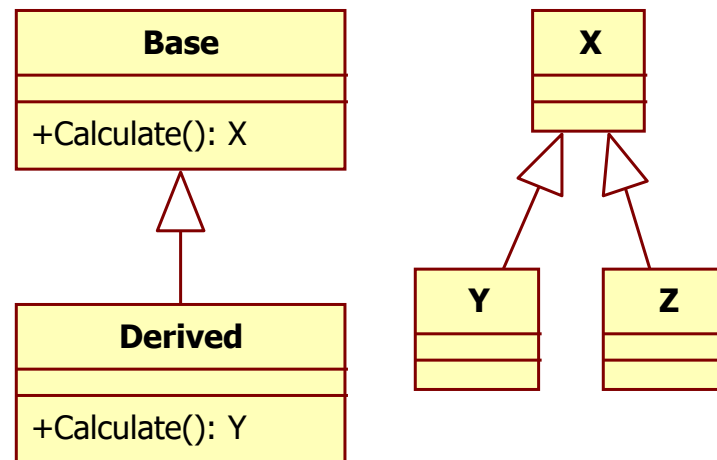 Base
+Calculate(): X
Derived
+Calculate(): Y
X
Y
Z